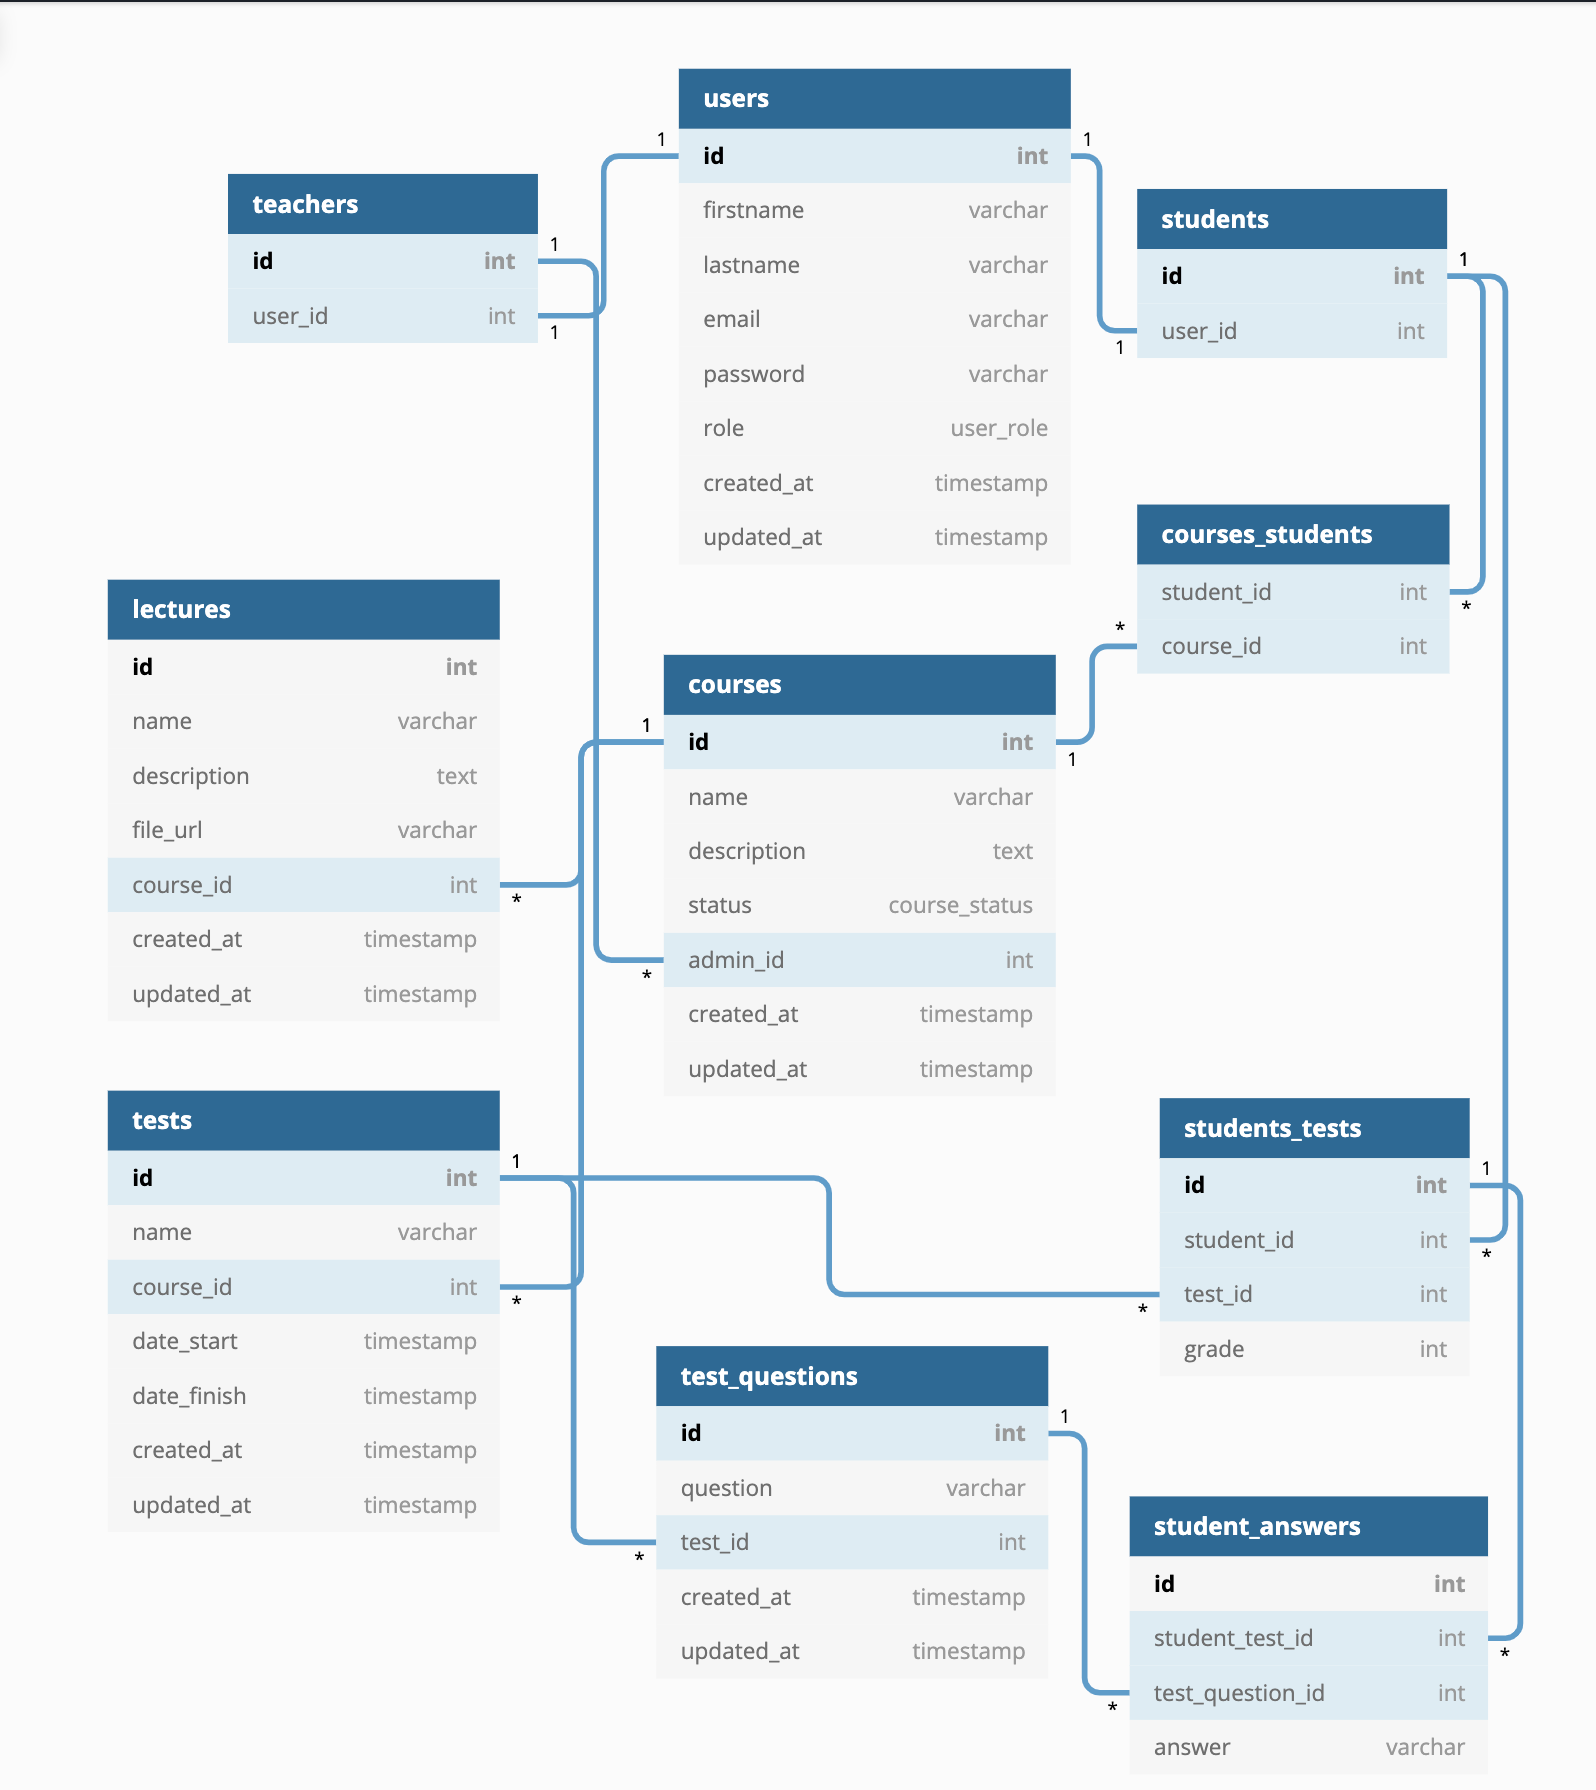 users
id int
firstname varchar
lastname varchar
email varchar
password varchar
role user_role
created_at timestamp
updated_at timestamp
1
1
teachers
id int
user_id int
1
1
students
id int
user_id int
1
1
courses_students
student_id int
course_id int
*
*
lectures
id int
name varchar
description text
file_url varchar
course_id int
created_at timestamp
updated_at timestamp
*
courses
id int
name varchar
description text
status course_status
admin_id int
created_at timestamp
updated_at timestamp
1
1
*
tests
id int
name varchar
course_id int
date_start timestamp
date_finish timestamp
created_at timestamp
updated_at timestamp
1
*
students_tests
id int
student_id int
test_id int
grade int
1
*
*
test_questions
id int
question varchar
test_id int
created_at timestamp
updated_at timestamp
1
*
student_answers
id int
student_test_id int
test_question_id int
answer varchar
*
*